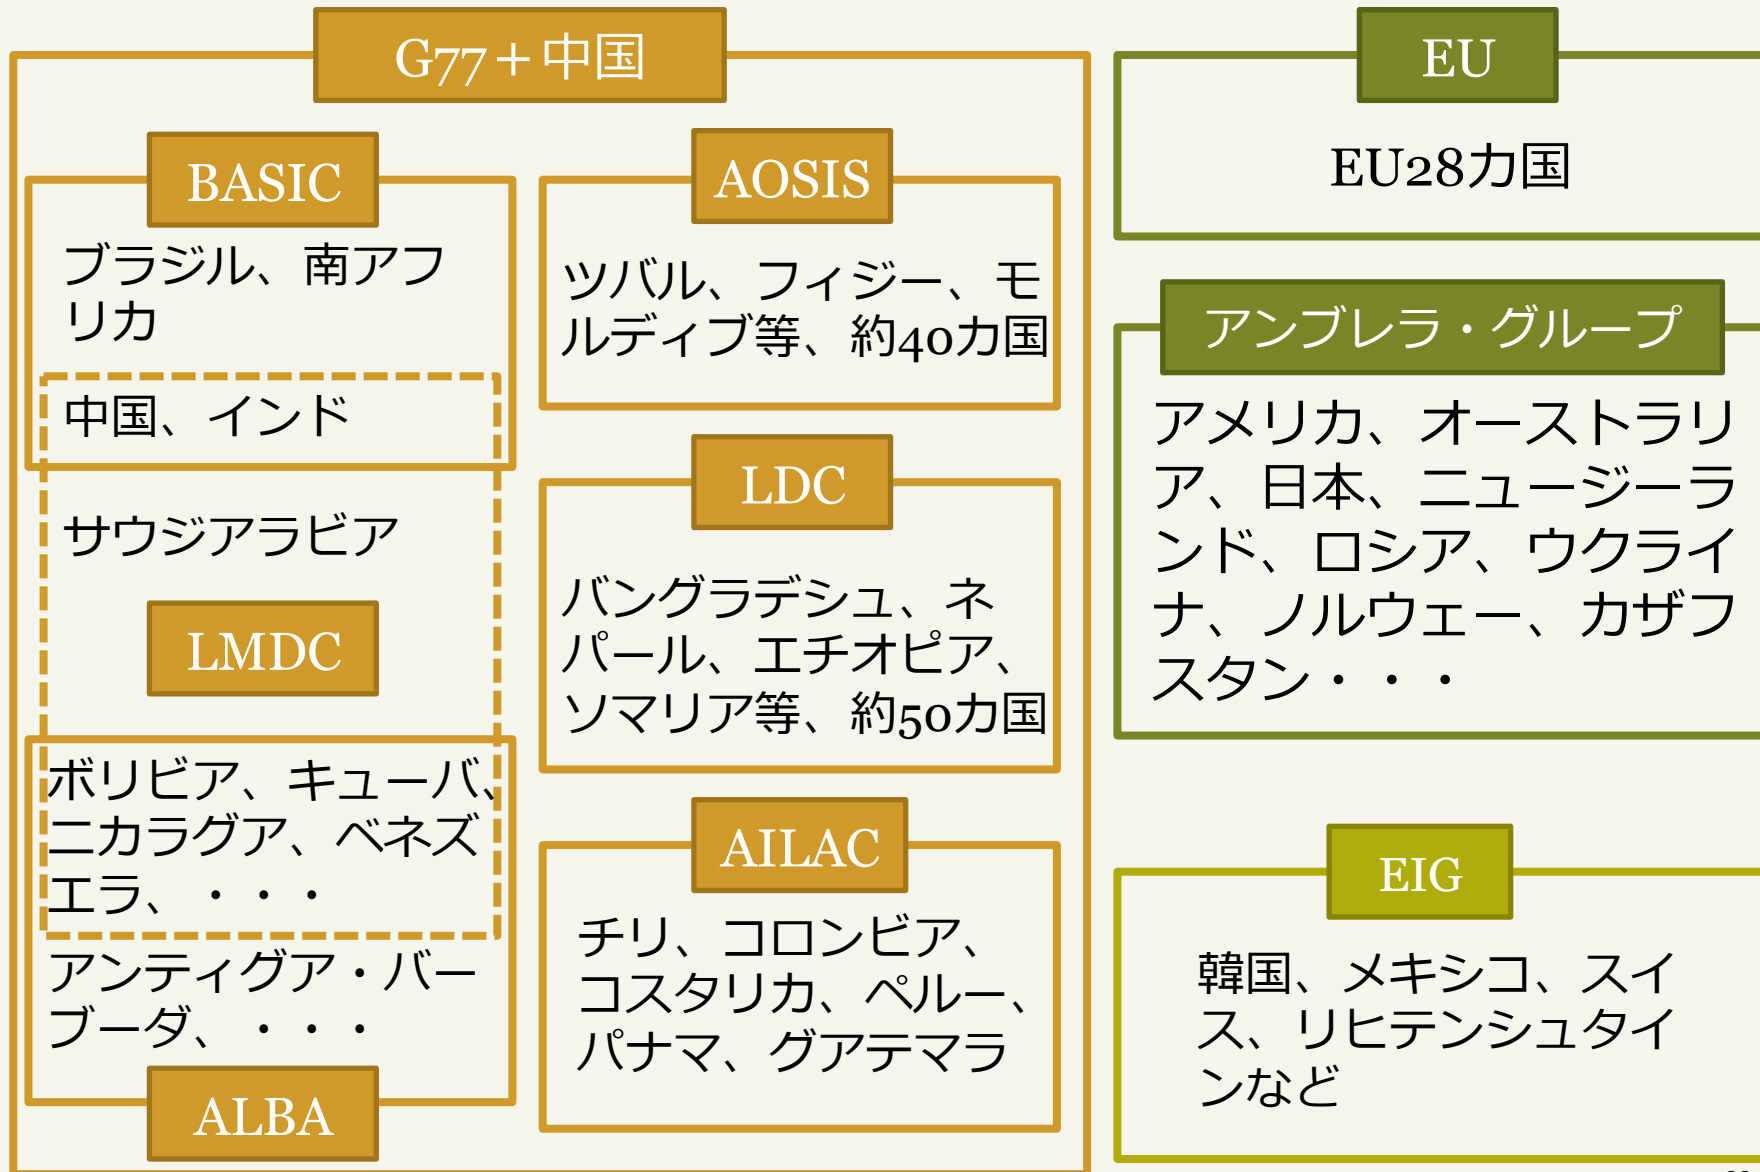 G77＋中国
BASIC
ブラジル、南アフ
リカ
中国、インド
サウジアラビア
LMDC
ボリビア、キューバ、
ニカラグア、ベネズ
エラ、・・・
アンティグア・バー
ブーダ、・・・
ALBA
AOSIS
ツバル、フィジー、モ
ルディブ等、約40カ国
LDC
バングラデシュ、ネ
パール、エチオピア、
ソマリア等、約50カ国
AILAC
チリ、コロンビア、
コスタリカ、ペルー、
パナマ、グアテマラ
EU
EU28カ国
アンブレラ・グループ
アメリカ、オーストラリ
ア、日本、ニュージーラ
ンド、ロシア、ウクライ
ナ、ノルウェー、カザフ
スタン・・・
EIG
韓国、メキシコ、スイ
ス、リヒテンシュタイ
ンなど